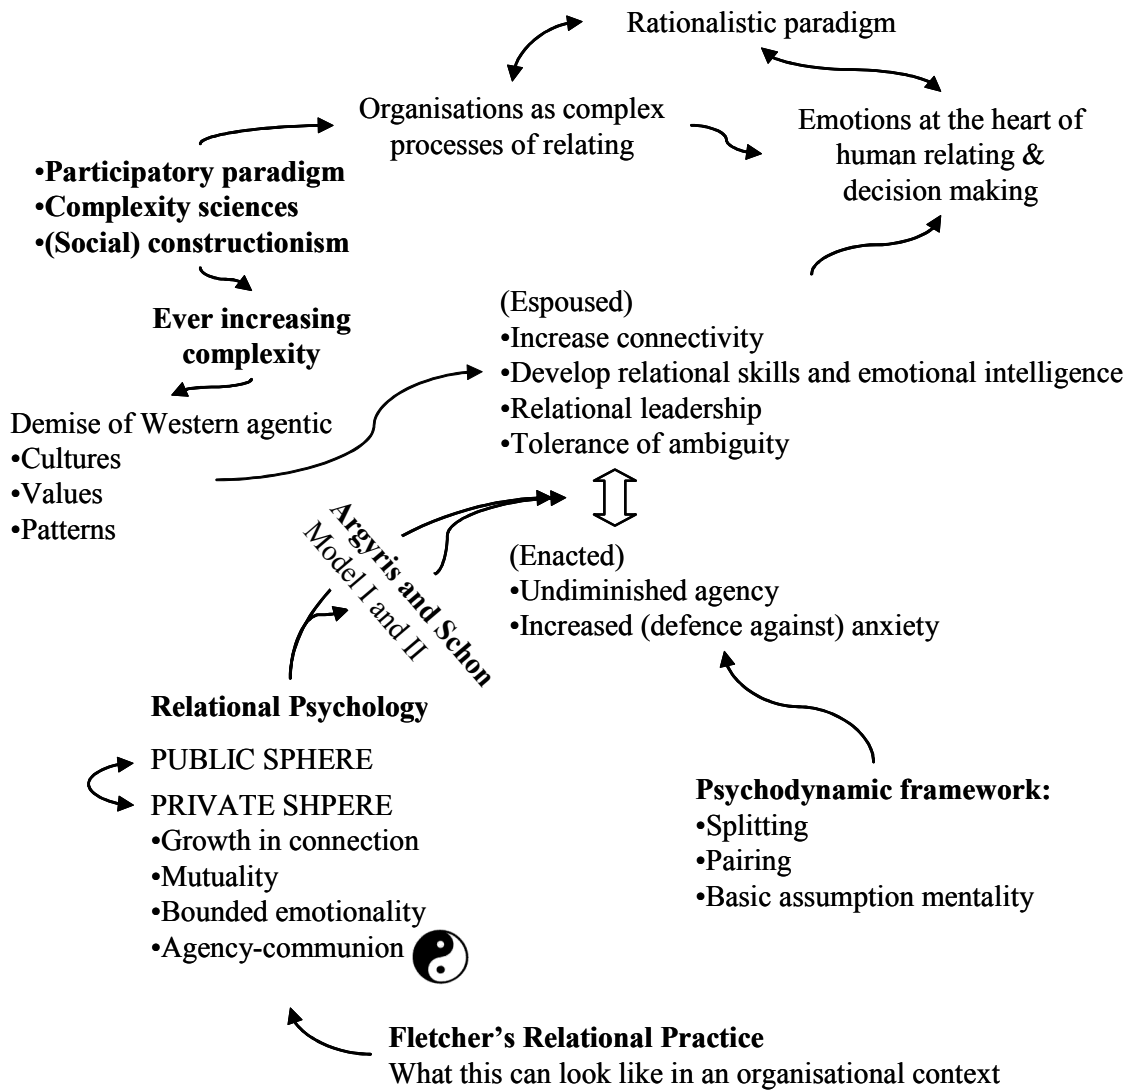 Rationalistic paradigm
Organisations as complex
processes of relating
Emotions at the heart of
human relating &
decision making
•Participatory paradigm
•Complexity sciences
•(Social) constructionism
Ever increasing
complexity
(Espoused)
•Increase connectivity
•Develop relational skills and emotional intelligence
•Relational leadership
•Tolerance of ambiguity
Demise of Western agentic
•Cultures
•Values
•Patterns
Argyris and Schon
Model I and II
(Enacted)
•Undiminished agency
•Increased (defence against) anxiety
Relational Psychology
PUBLIC SPHERE
PRIVATE SHPERE
•Growth in connection
•Mutuality
•Bounded emotionality
•Agency-communion
Psychodynamic framework:
•Splitting
•Pairing
•Basic assumption mentality
Fletcher’s Relational Practice
What this can look like in an organisational context